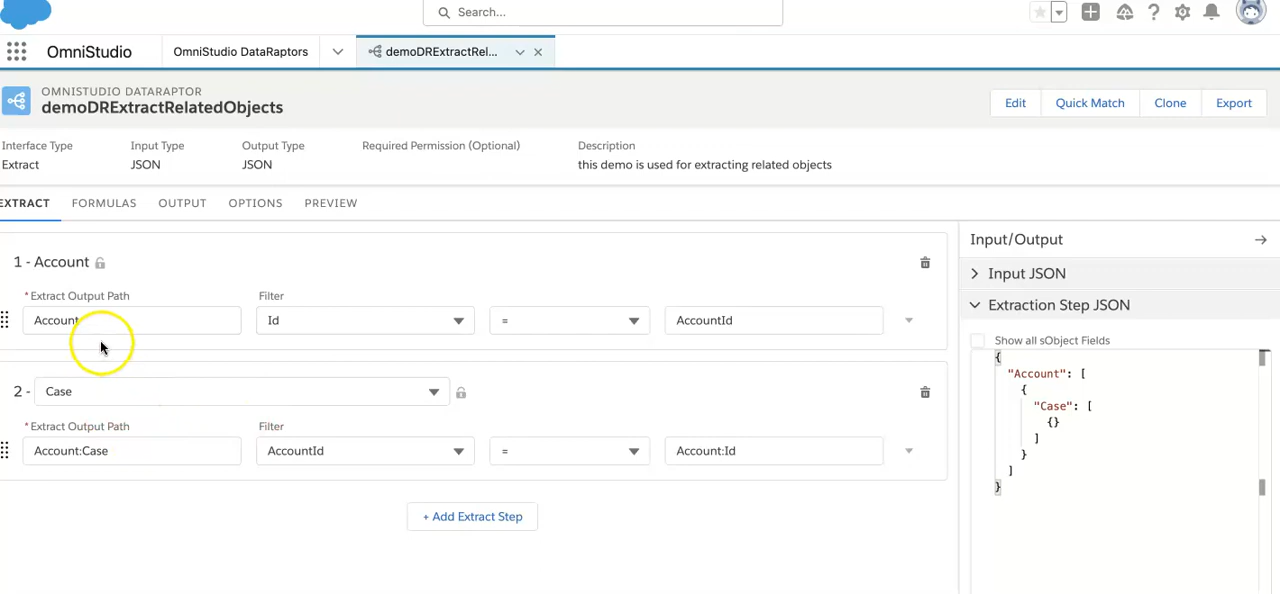 Search...
OmniStudio
OmniStudio DataRaptors
demoDRExtractRel...
OMNISTUDIO DATARAPTOR
demoDRExtractRelatedObjects
Edit
Quick Match
Clone
Export
Interface Type
Input Type
Output Type
Required Permission (Optional)
Description
Extract
JSON
JSON
this demo is used for extracting related objects
EXTRACT
FORMULAS
OUTPUT
OPTIONS
PREVIEW
Input/Output
1 - Account
Input JSON
* Extract Output Path
Filter
Extraction Step JSON
Account
Id
=
AccountId
Show all sObject Fields
{
"Account": [
{
"Case": [
{}
]
}
]
}
2 -
Case
* Extract Output Path
Filter
Account:Case
AccountId
=
Account:Id
+ Add Extract Step